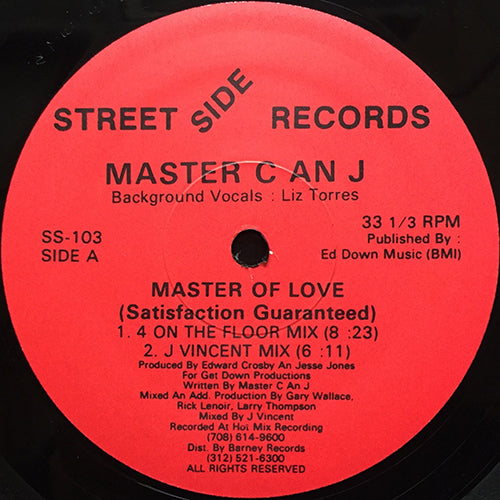 STREET SIDE RECORDS
MASTER C AN J
Background Vocals : Liz Torres
SS-103
SIDE A
33 1/3 RPM
Published By :
Ed Down Music (BMI)
MASTER OF LOVE
(Satisfaction Guaranteed)
1. 4 ON THE FLOOR MIX (8 :23)
2. J VINCENT MIX (6 :11)
Produced By Edward Crosby An Jesse Jones
For Get Down Productions
Written By Master C An J
Mixed An Add. Production By Gary Wallace,
Rick Lenoir, Larry Thompson
Mixed By J Vincent
Recorded At Hot Mix Recording
(708) 614-9600
Dist. By Barney Records
(312) 521-6300
ALL RIGHTS RESERVED